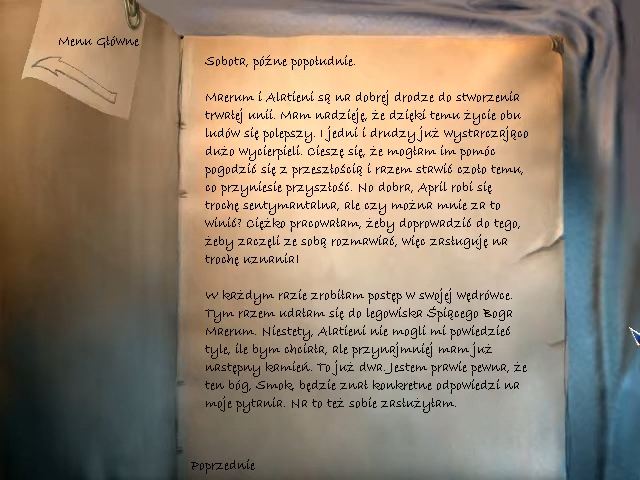 Menu Główne
Sobota, późne popołudnie.
Maerum i Alatieni są na dobrej drodze do stworzenia
trwałej unii. Mam nadzieję, że dzięki temu życie obu
ludów się polepszy. I jedni i drudzy już wystarczająco
dużo wycierpieli. Cieszę się, że mogłam im pomóc
pogodzić się z przeszłością i razem stawić czoło temu,
co przyniesie przyszłość. No dobra, April robi się
trochę sentymantalna, ale czy można mnie za to
winić? Ciężko pracowałam, żeby doprowadzić do tego,
żeby zaczęli ze sobą rozmawiać, więc zasługuję na
trochę uznania!
W każdym razie zrobiłam postęp w swojej wędrówce.
Tym razem udałam się do legowiska Śpiącego Boga
Maerum. Niestety, Alatieni nie mogli mi powiedzieć
tyle, ile bym chciała, ale przynajmniej mam już
następny kamień. To już dwa. Jestem prawie pewna, że
ten bóg, Smok, będzie znał konkretne odpowiedzi na
moje pytania. Na to też sobie zasłużyłam.
Poprzednie